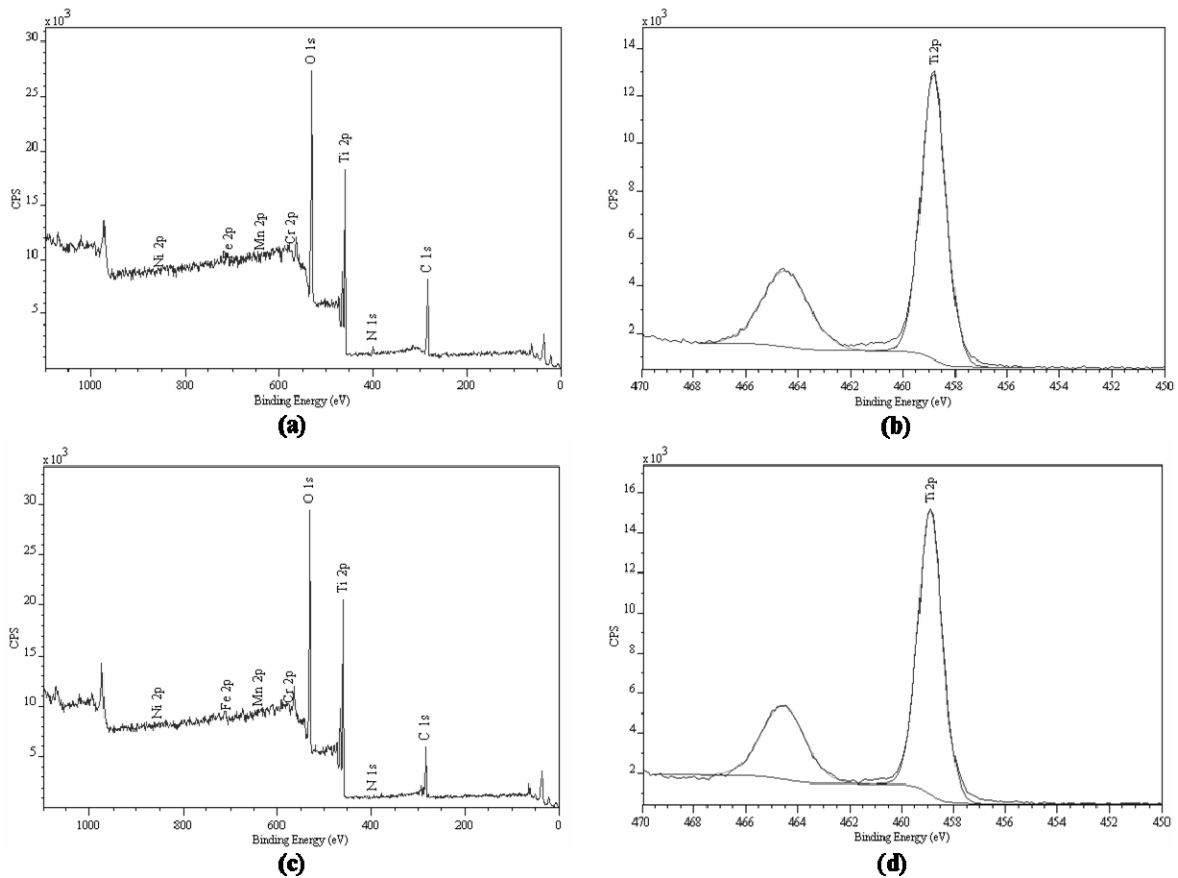 x 10³
30
25
20
15
10
5
CPS
O 1s
Ti 2p
C 1s
N 1s
Cr 2p
Mn 2p
Fe 2p
Ni 2p
1000 800 600 400 200 0
Binding Energy (eV)
(a)
x 10³
14
12
10
8
6
4
2
CPS
Ti 2p
470 468 466 464 462 460 458 456 454 452 450
Binding Energy (eV)
(b)
x 10³
30
25
20
15
10
5
CPS
O 1s
Ti 2p
C 1s
N 1s
Cr 2p
Mn 2p
Fe 2p
Ni 2p
1000 800 600 400 200 0
Binding Energy (eV)
(c)
x 10³
16
14
12
10
8
6
4
2
CPS
Ti 2p
470 468 466 464 462 460 458 456 454 452 450
Binding Energy (eV)
(d)